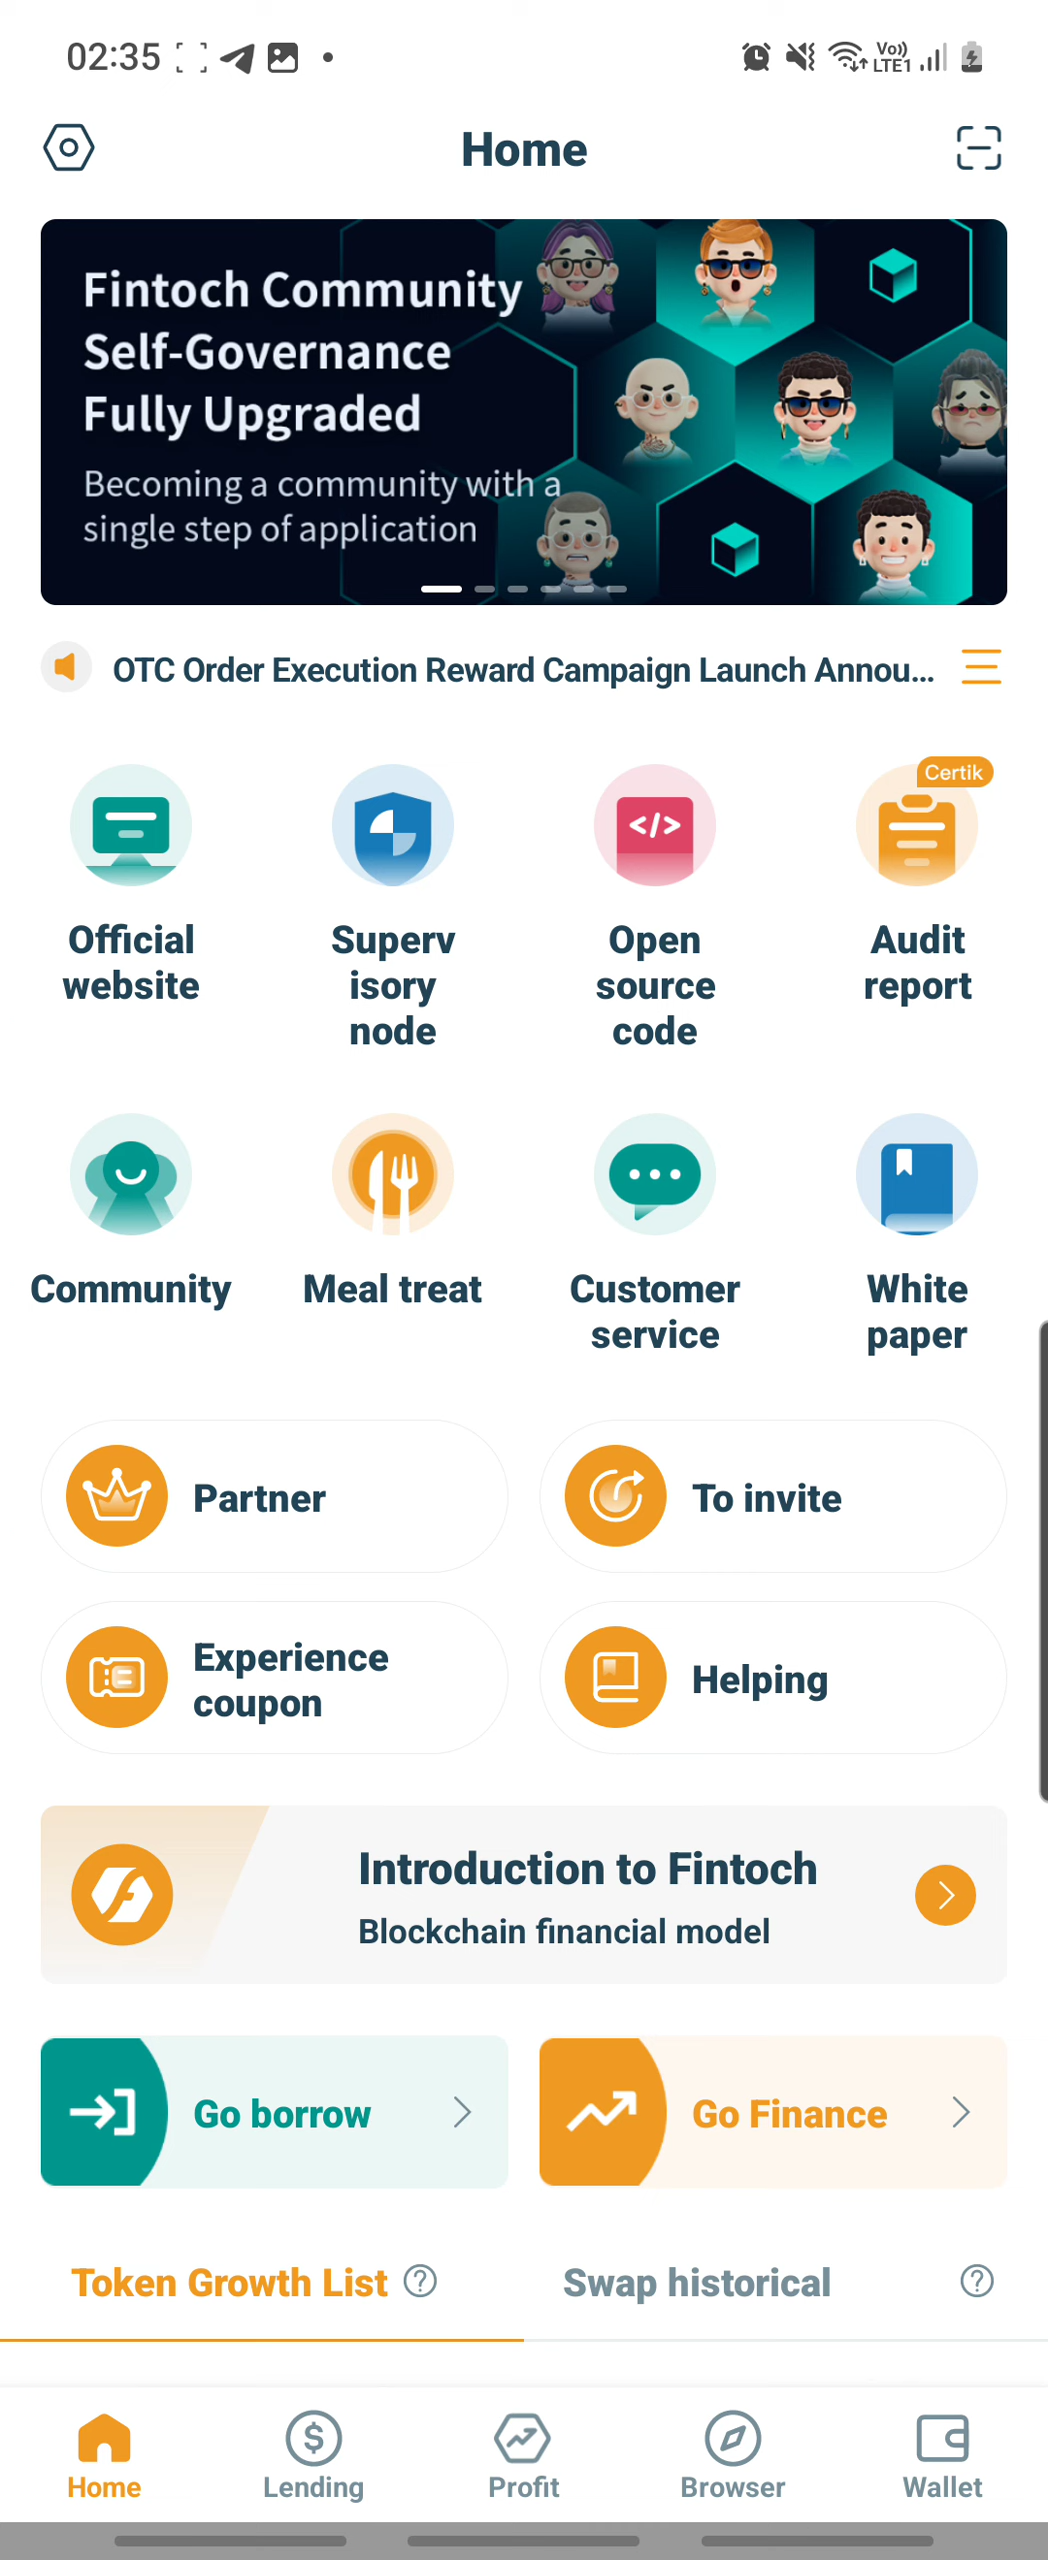 02:35
Vo))
LTE1
Home
Fintoch Community
Self-Governance
Fully Upgraded
Becoming a community with a
single step of application
OTC Order Execution Reward Campaign Launch Annou...
Certik
Official
website
Superv
isory
node
Open
source
code
Audit
report
Community
Meal treat
Customer
service
White
paper
Partner
To invite
Experience
coupon
Helping
Introduction to Fintoch
Blockchain financial model
Go borrow
Go Finance
Token Growth List
Swap historical
Home
Lending
Profit
Browser
Wallet